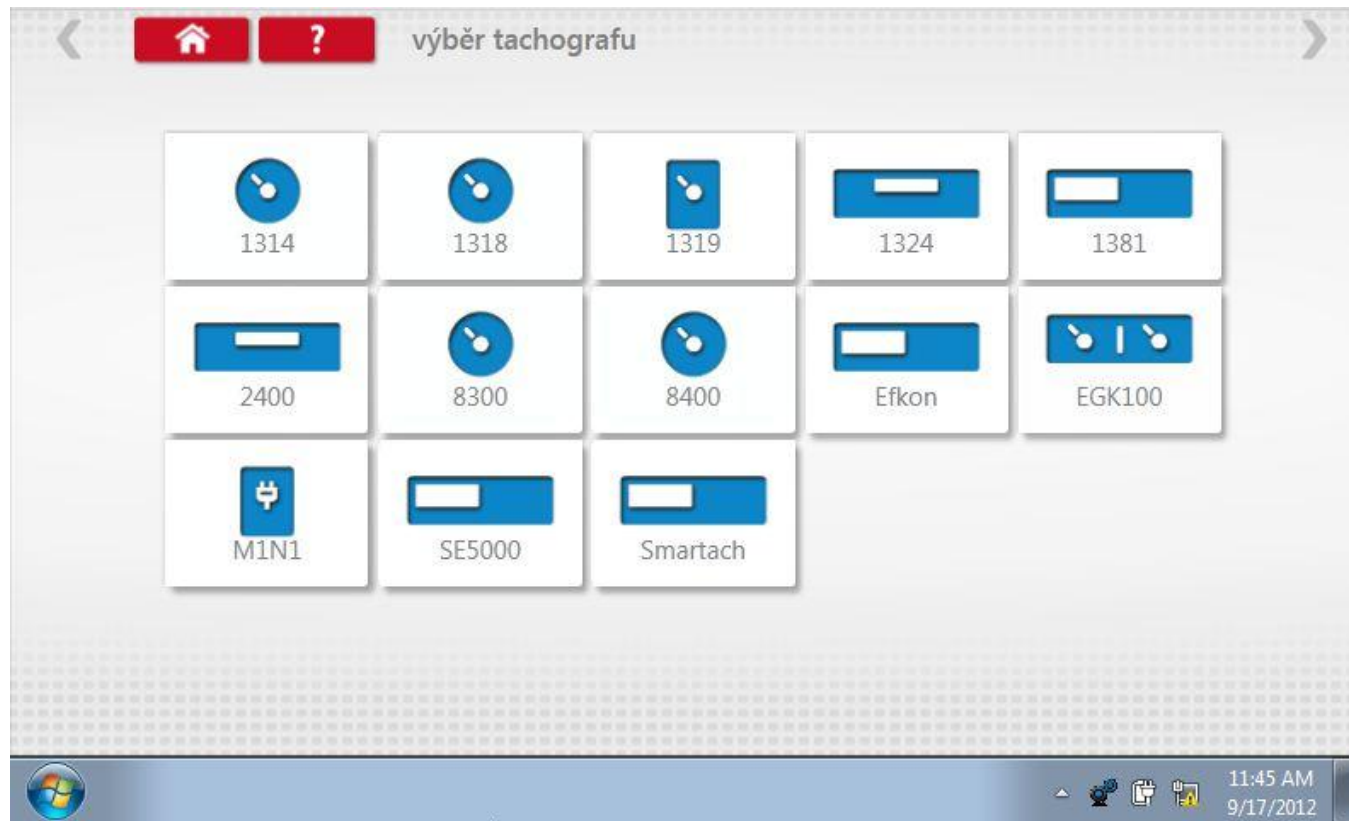 ? výběr tachografu
1314 1318 1319 1324 1381
2400 8300 8400 Efkon EGK100
M1N1 SE5000 Smartach
11:45 AM
9/17/2012